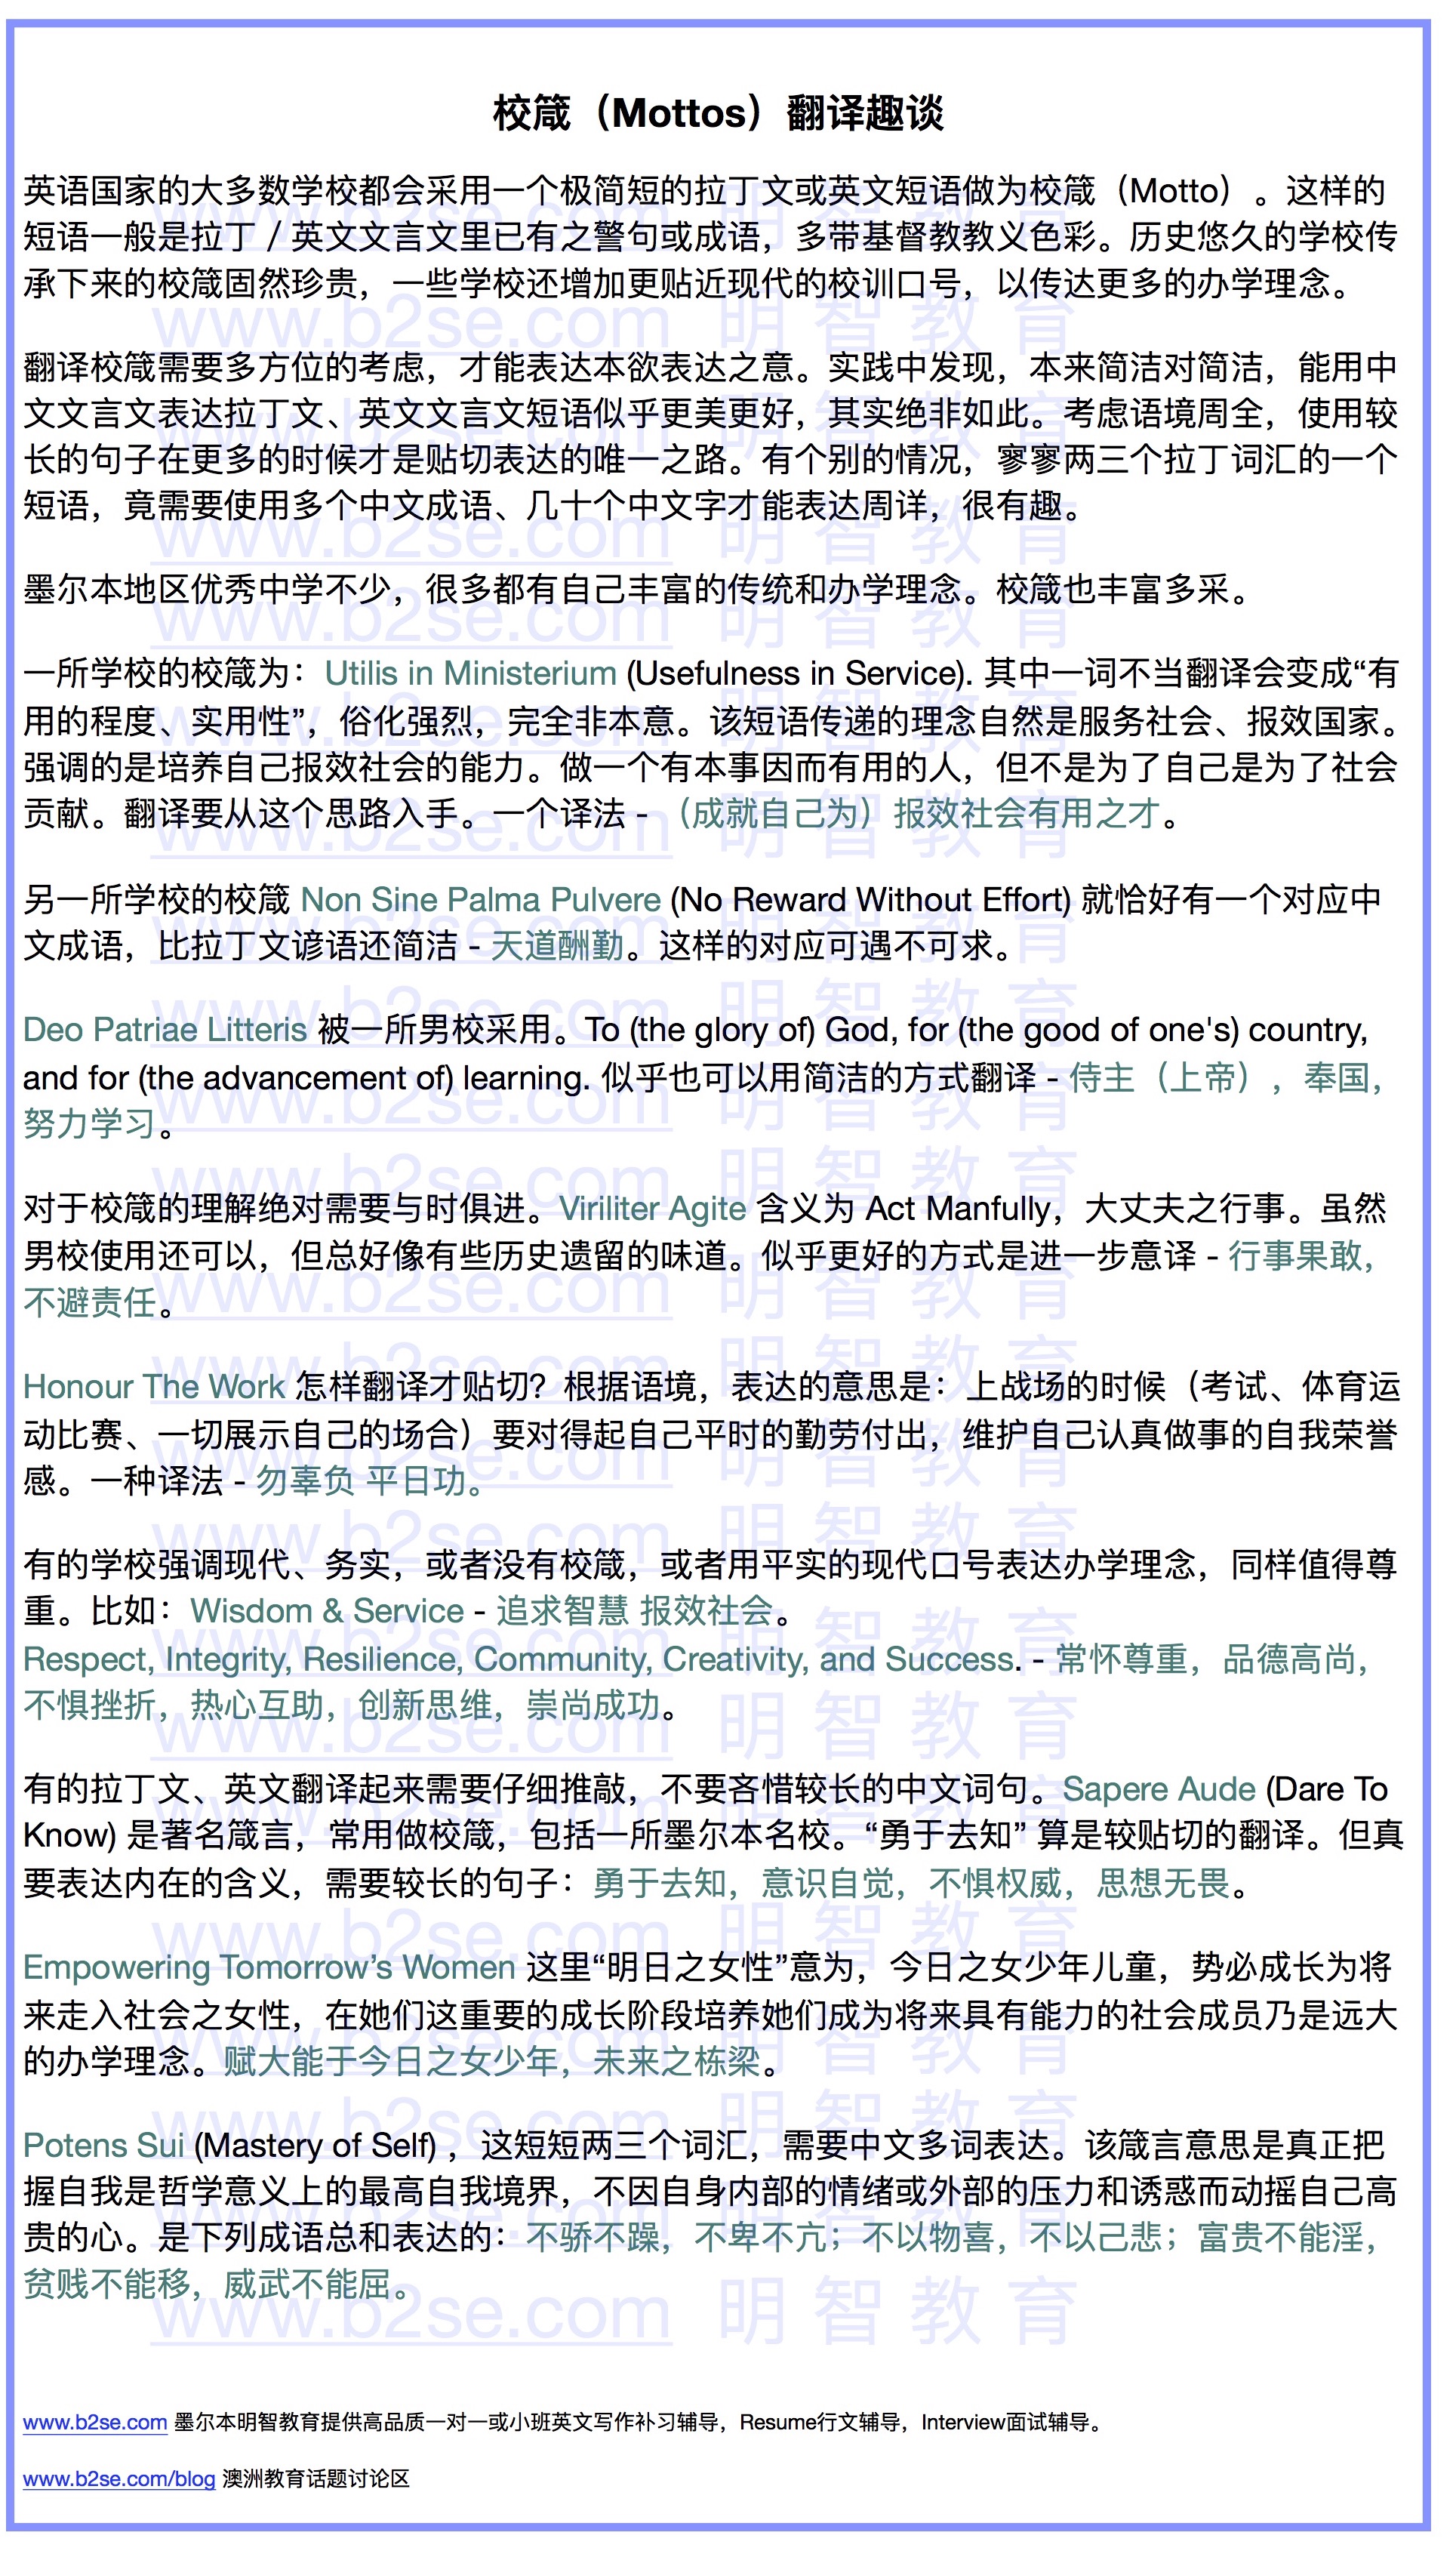 校箴（Mottos）翻译趣谈
英语国家的大多数学校都会采用一个极简短的拉丁文或英文短语做为校箴（Motto）。这样的
短语一般是拉丁 / 英文文言文里已有之警句或成语，多带基督教教义色彩。历史悠久的学校传
承下来的校箴固然珍贵，一些学校还增加更贴近现代的校训口号，以传达更多的办学理念。
翻译校箴需要多方位的考虑，才能表达本欲表达之意。实践中发现，本来简洁对简洁，能用中
文文言文表达拉丁文、英文文言文短语似乎更美更好，其实绝非如此。考虑语境周全，使用较
长的句子在更多的时候才是贴切表达的唯一之路。有个别的情况，寥寥两三个拉丁词汇的一个
短语，竟需要使用多个中文成语、几十个中文字才能表达周详，很有趣。
墨尔本地区优秀中学不少，很多都有自己丰富的传统和办学理念。校箴也丰富多采。
一所学校的校箴为：Utilis in Ministerium (Usefulness in Service). 其中一词不当翻译会变成“有
用的程度、实用性”，俗化强烈，完全非本意。该短语传递的理念自然是服务社会、报效国家。
强调的是培养自己报效社会的能力。做一个有本事因而有用的人，但不是为了自己是为了社会
贡献。翻译要从这个思路入手。一个译法 - （成就自己为）报效社会有用之才。
另一所学校的校箴 Non Sine Palma Pulvere (No Reward Without Effort) 就恰好有一个对应中
文成语，比拉丁文谚语还简洁 - 天道酬勤。这样的对应可遇不可求。
Deo Patriae Litteris 被一所男校采用。To (the glory of) God, for (the good of one's) country,
and for (the advancement of) learning. 似乎也可以用简洁的方式翻译 - 侍主（上帝），奉国，
努力学习。
对于校箴的理解绝对需要与时俱进。Viriliter Agite 含义为 Act Manfully，大丈夫之行事。虽然
男校使用还可以，但总好像有些历史遗留的味道。似乎更好的方式是进一步意译 - 行事果敢，
不避责任。
Honour The Work 怎样翻译才贴切？根据语境，表达的意思是：上战场的时候（考试、体育运
动比赛、一切展示自己的场合）要对得起自己平时的勤劳付出，维护自己认真做事的自我荣誉
感。一种译法 - 勿辜负 平日功。
有的学校强调现代、务实，或者没有校箴，或者用平实的现代口号表达办学理念，同样值得尊
重。比如：Wisdom & Service - 追求智慧 报效社会。
Respect, Integrity, Resilience, Community, Creativity, and Success. - 常怀尊重，品德高尚，
不惧挫折，热心互助，创新思维，崇尚成功。
有的拉丁文、英文翻译起来需要仔细推敲，不要吝惜较长的中文词句。Sapere Aude (Dare To
Know) 是著名箴言，常用做校箴，包括一所墨尔本名校。“勇于去知” 算是较贴切的翻译。但真
要表达内在的含义，需要较长的句子：勇于去知，意识自觉，不惧权威，思想无畏。
Empowering Tomorrow’s Women 这里“明日之女性”意为，今日之女少年儿童，势必成长为将
来走入社会之女性，在她们这重要的成长阶段培养她们成为将来具有能力的社会成员乃是远大
的办学理念。赋大能于今日之女少年，未来之栋梁。
Potens Sui (Mastery of Self) ，这短短两三个词汇，需要中文多词表达。该箴言意思是真正把
握自我是哲学意义上的最高自我境界，不因自身内部的情绪或外部的压力和诱惑而动摇自己高
贵的心。是下列成语总和表达的：不骄不躁，不卑不亢；不以物喜，不以己悲；富贵不能淫，
贫贱不能移，威武不能屈。
www.b2se.com 墨尔本明智教育提供高品质一对一或小班英文写作补习辅导，Resume行文辅导，Interview面试辅导。
www.b2se.com/blog 澳洲教育话题讨论区